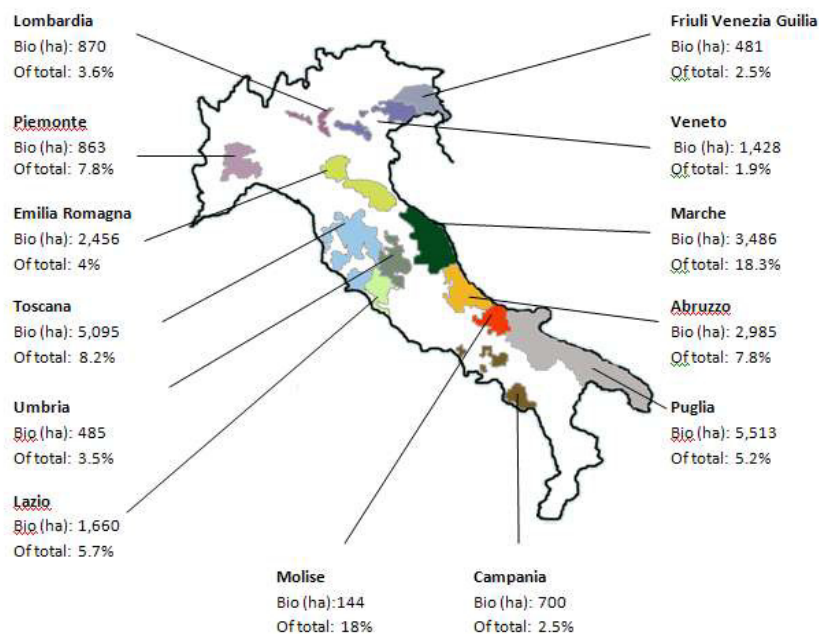 Lombardia
Bio (ha): 870
Of total: 3.6%
Piemonte
Bio (ha): 863
Of total: 7.8%
Emilia Romagna
Bio (ha): 2,456
Of total: 4%
Toscana
Bio (ha): 5,095
Of total: 8.2%
Umbria
Bio (ha): 485
Of total: 3.5%
Lazio
Bio (ha): 1,660
Of total: 5.7%
Molise
Bio (ha):144
Of total: 18%
Campania
Bio (ha): 700
Of total: 2.5%
Friuli Venezia Guilia
Bio (ha): 481
Of total: 2.5%
Veneto
Bio (ha): 1,428
Of total: 1.9%
Marche
Bio (ha): 3,486
Of total: 18.3%
Abruzzo
Bio (ha): 2,985
Of total: 7.8%
Puglia
Bio (ha): 5,513
Of total: 5.2%